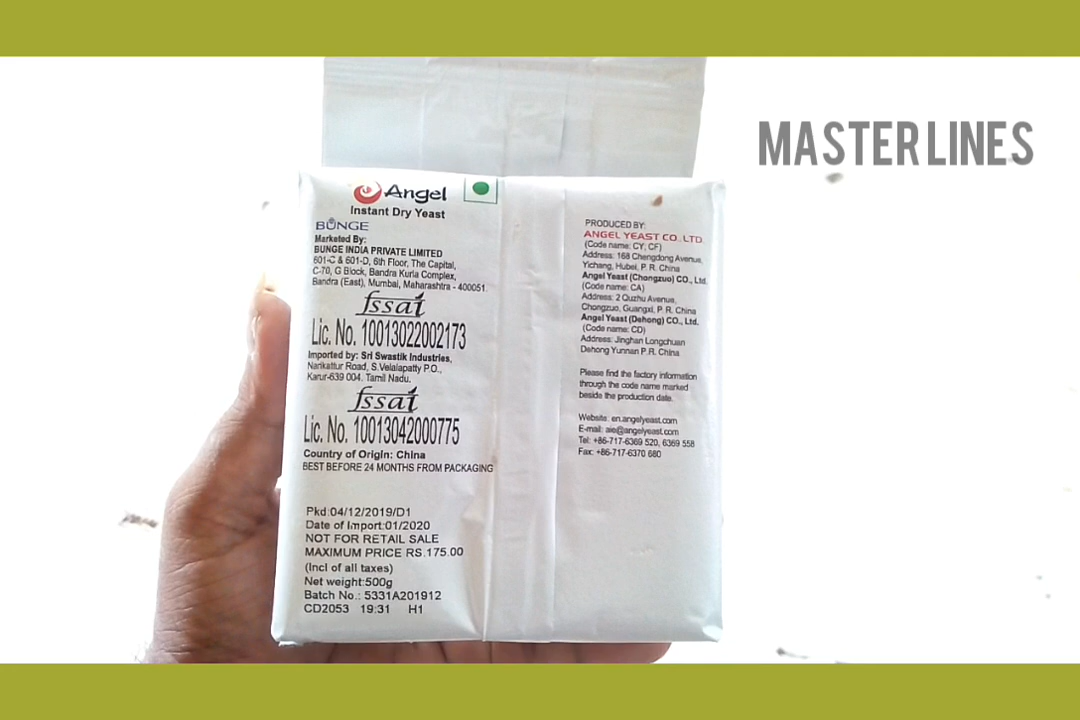 MASTER LINES
Angel
Instant Dry Yeast
BUNGE
Marketed By:
BUNGE INDIA PRIVATE LIMITED
601-C & 601-D, 6th Floor, The Capital,
C-70, G Block, Bandra Kurla Complex,
Bandra (East), Mumbai, Maharashtra - 400051.
fssai
Lic. No. 10013022002173
Imported by: Sri Swastik Industries,
Narikattur Road, S.Velalapatty P.O.,
Karur-639 004. Tamil Nadu.
fssai
Lic. No. 10013042000775
Country of Origin: China
BEST BEFORE 24 MONTHS FROM PACKAGING
Pkd:04/12/2019/D1
Date of Import:01/2020
NOT FOR RETAIL SALE
MAXIMUM PRICE RS.175.00
(Incl of all taxes)
Net weight:500g
Batch No.: 5331A201912
CD2053 19:31 H1
PRODUCED BY:
ANGEL YEAST CO., LTD.
(Code name: CY, CF)
Address: 168 Chengdong Avenue,
Yichang, Hubei, P. R. China
Angel Yeast (Chongzuo) CO., Ltd.
(Code name: CA)
Address: 2 Quzhu Avenue,
Chongzuo, Guangxi, P. R. China
Angel Yeast (Dehong) CO., Ltd.
(Code name: CD)
Address: Jinghan Longchuan
Dehong Yunnan P.R. China
Please find the factory information
through the code name marked
beside the production date.
Website: en.angelyeast.com
E-mail: aie@angelyeast.com
Tel: +86-717-6369 520, 6369 558
Fax: +86-717-6370 680